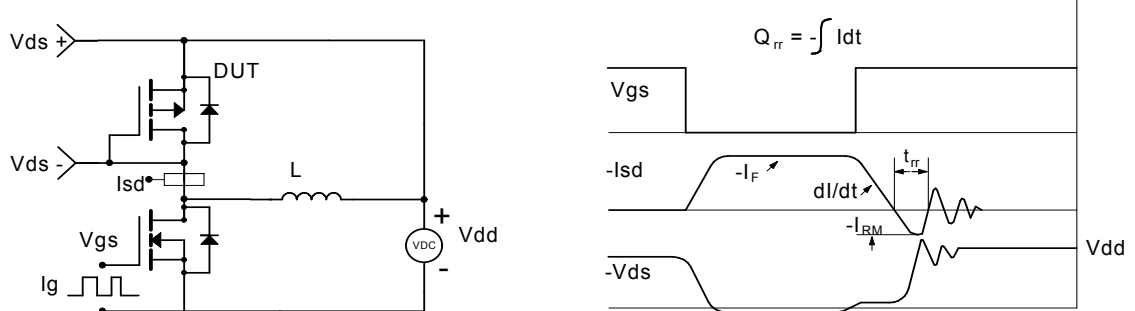 Vds +
DUT
Vds -
Isd
L
Vgs
Ig
+
VDC
-
Vdd
Q rr = -∫ Idt
Vgs
-Isd
-I F
dI/dt
t rr
-I RM
-Vds
Vdd